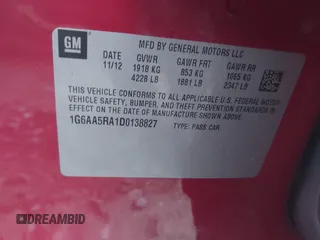 GM
MFD BY GENERAL MOTORS LLC
DATE GVWR GAWR FRT GAWR RR
11/12 1918 KG 853 KG 1065 KG
4228 LB 1881 LB 2347 LB
THIS VEHICLE CONFORMS TO ALL APPLICABLE U.S. FEDERAL MOTOR
VEHICLE SAFETY, BUMPER, AND THEFT PREVENTION STANDARDS IN
EFFECT ON THE DATE OF MANUFACTURE SHOWN ABOVE.
1G6AA5RA1D0138827 TYPE: PASS CAR
DREAMBID